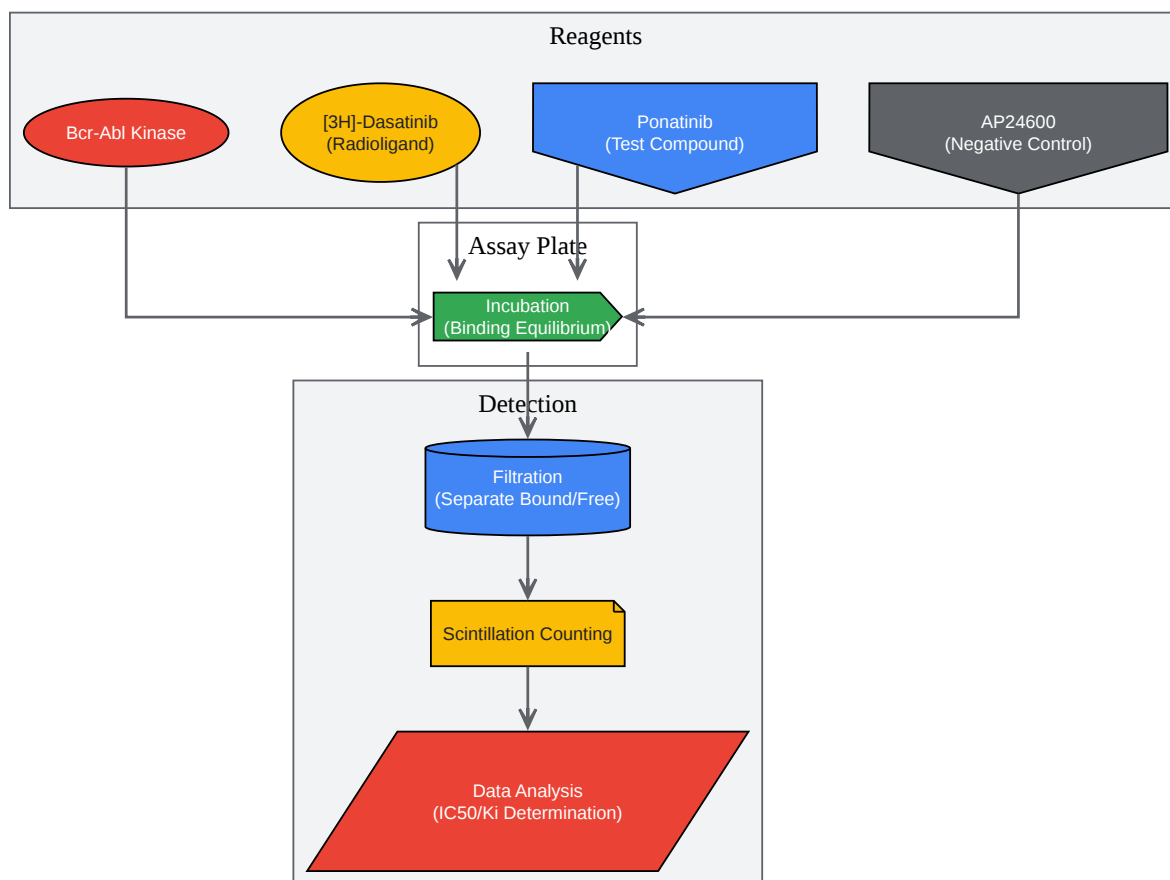 Reagents
Bcr-Abl Kinase
[3H]-Dasatinib
(Radioligand)
Ponatinib
(Test Compound)
AP24600
(Negative Control)
Assay Plate
Incubation
(Binding Equilibrium)
Detection
Filtration
(Separate Bound/Free)
Scintillation Counting
Data Analysis
(IC50/Ki Determination)